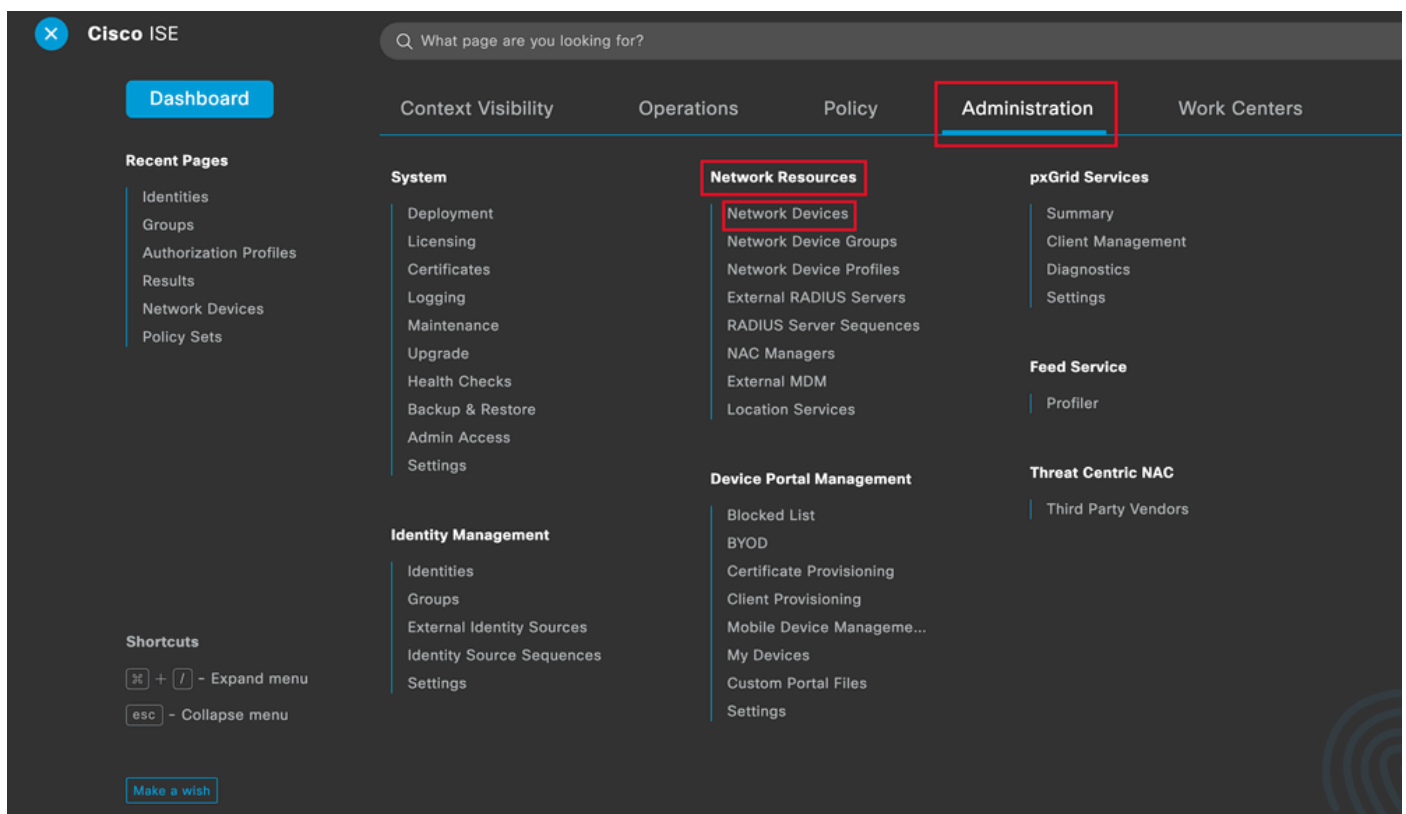 Cisco ISE
What page are you looking for?
Dashboard
Context Visibility
Operations
Policy
Administration
Work Centers
Recent Pages
Identities
Groups
Authorization Profiles
Results
Network Devices
Policy Sets
System
Deployment
Licensing
Certificates
Logging
Maintenance
Upgrade
Health Checks
Backup & Restore
Admin Access
Settings
Identity Management
Identities
Groups
External Identity Sources
Identity Source Sequences
Settings
Network Resources
Network Devices
Network Device Groups
Network Device Profiles
External RADIUS Servers
RADIUS Server Sequences
NAC Managers
External MDM
Location Services
Device Portal Management
Blocked List
BYOD
Certificate Provisioning
Client Provisioning
Mobile Device Manageme...
My Devices
Custom Portal Files
Settings
pxGrid Services
Summary
Client Management
Diagnostics
Settings
Feed Service
Profiler
Threat Centric NAC
Third Party Vendors
Shortcuts
⌘ + / - Expand menu
esc - Collapse menu
Make a wish